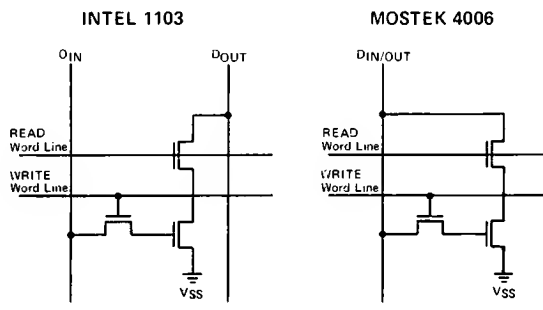 INTEL 1103
DIN
DOUT
READ
Word Line
WRITE
Word Line
VSS
MOSTEK 4006
DIN/OUT
READ
Word Line
WRITE
Word Line
VSS